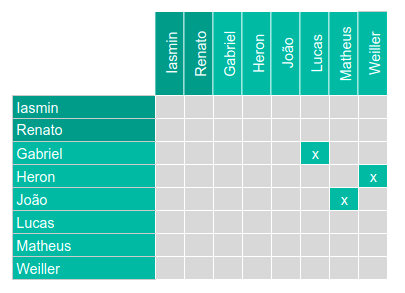 Iasmin
Renato
Gabriel
Heron
João
Lucas
Matheus
Weiller
Iasmin
Renato
Gabriel x
Heron x
João x
Lucas
Matheus
Weiller